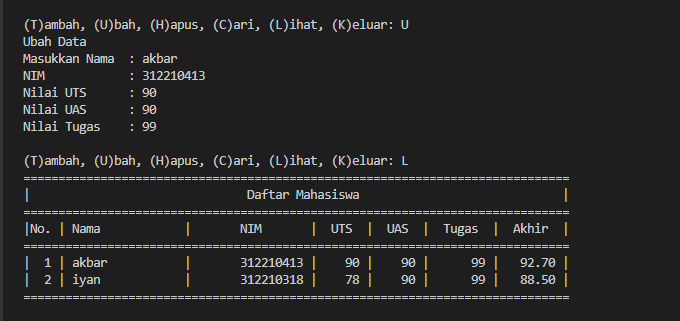 (T)ambah, (U)bah, (H)apus, (C)ari, (L)ihat, (K)eluar: U
Ubah Data
Masukkan Nama  : akbar
NIM            : 312210413
Nilai UTS      : 90
Nilai UAS      : 90
Nilai Tugas    : 99
(T)ambah, (U)bah, (H)apus, (C)ari, (L)ihat, (K)eluar: L
==============================================================================
|                               Daftar Mahasiswa                             |
==============================================================================
|No. | Nama            |       NIM       |  UTS  |  UAS  |  Tugas  |  Akhir  |
==============================================================================
|  1 | akbar           |       312210413 |    90 |    90 |      99 |   92.70 |
|  2 | iyan            |       312210318 |    78 |    90 |      99 |   88.50 |
==============================================================================